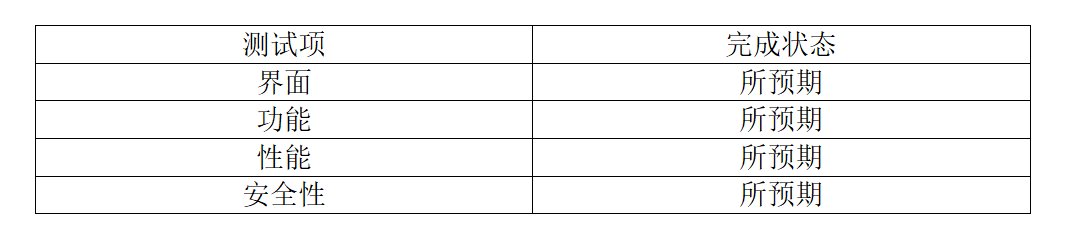 测试项 完成状态
界面 所预期
功能 所预期
性能 所预期
安全性 所预期